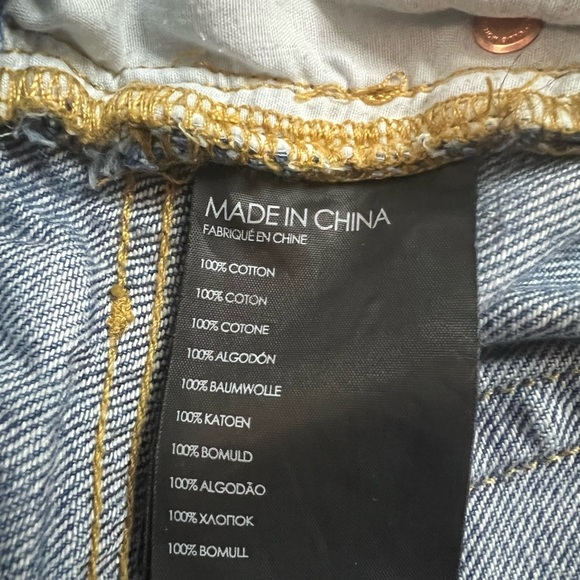 MADE IN CHINA
FABRIQUÉ EN CHINE
100% COTTON
100% COTON
100% COTONE
100% ALGODÓN
100% BAUMWOLLE
100% KATOEN
100% BOMULD
100% ALGODÃO
100% ХЛОПОК
100% BOMULL